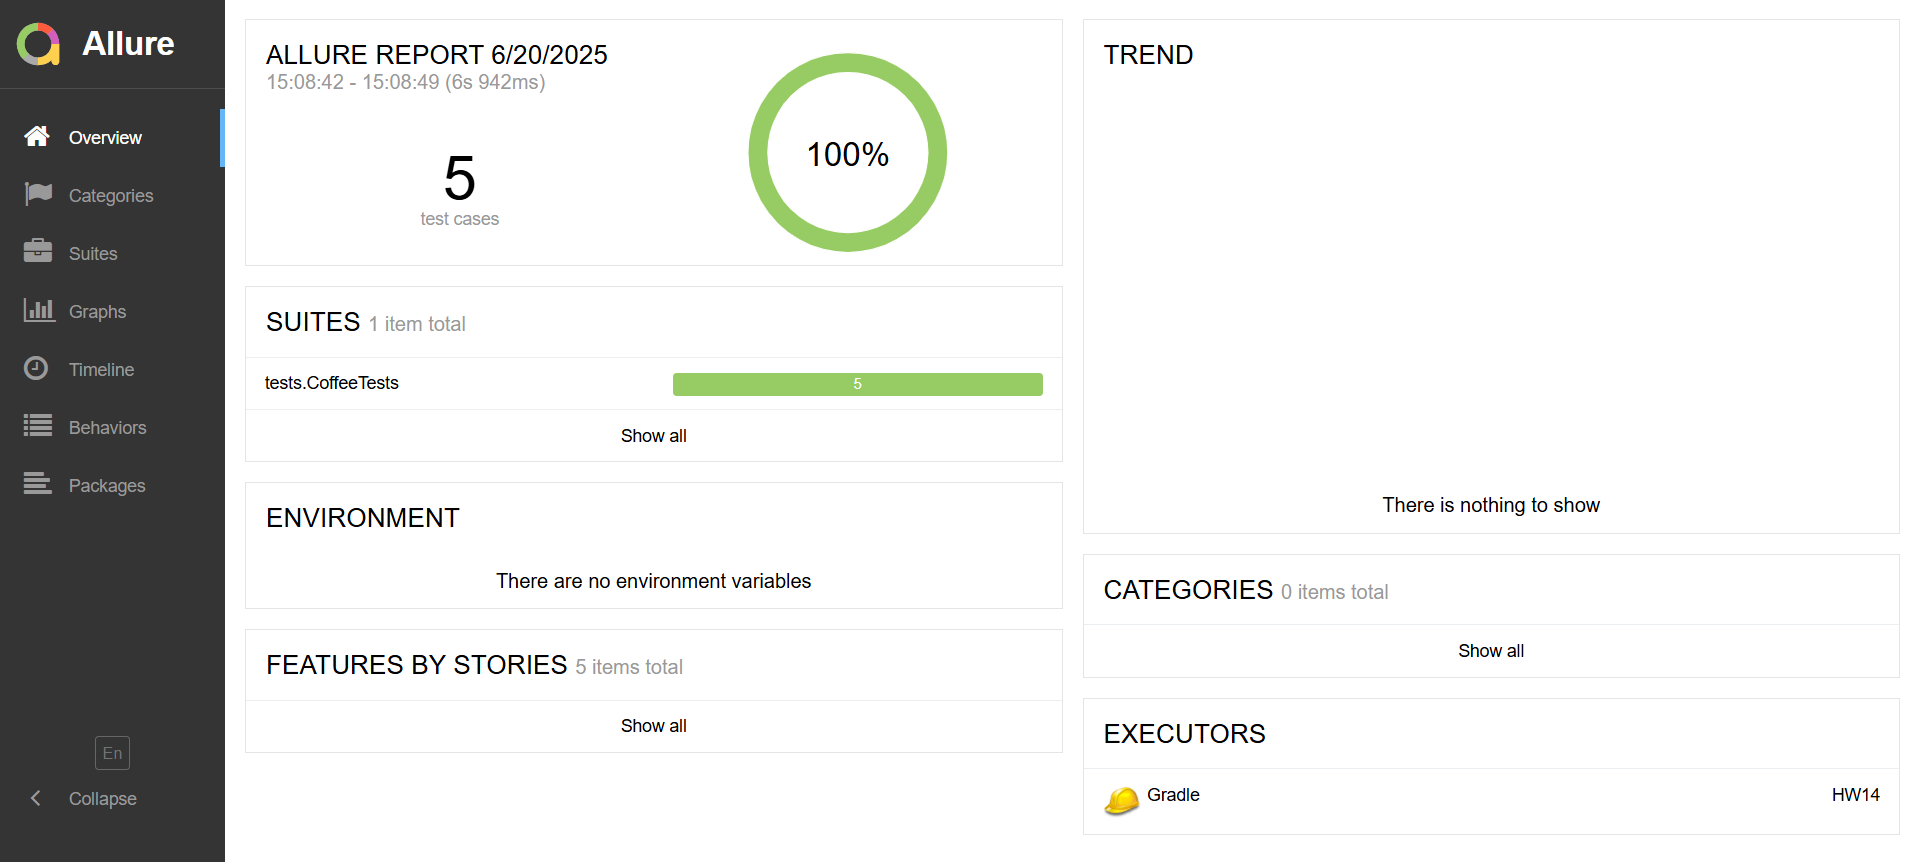 Allure
Overview
Categories
Suites
Graphs
Timeline
Behaviors
Packages
En
Collapse
ALLURE REPORT 6/20/2025
15:08:42 - 15:08:49 (6s 942ms)
5
test cases
100%
SUITES 1 item total
tests.CoffeeTests 5
Show all
ENVIRONMENT
There are no environment variables
FEATURES BY STORIES 5 items total
Show all
TREND
There is nothing to show
CATEGORIES 0 items total
Show all
EXECUTORS
Gradle HW14